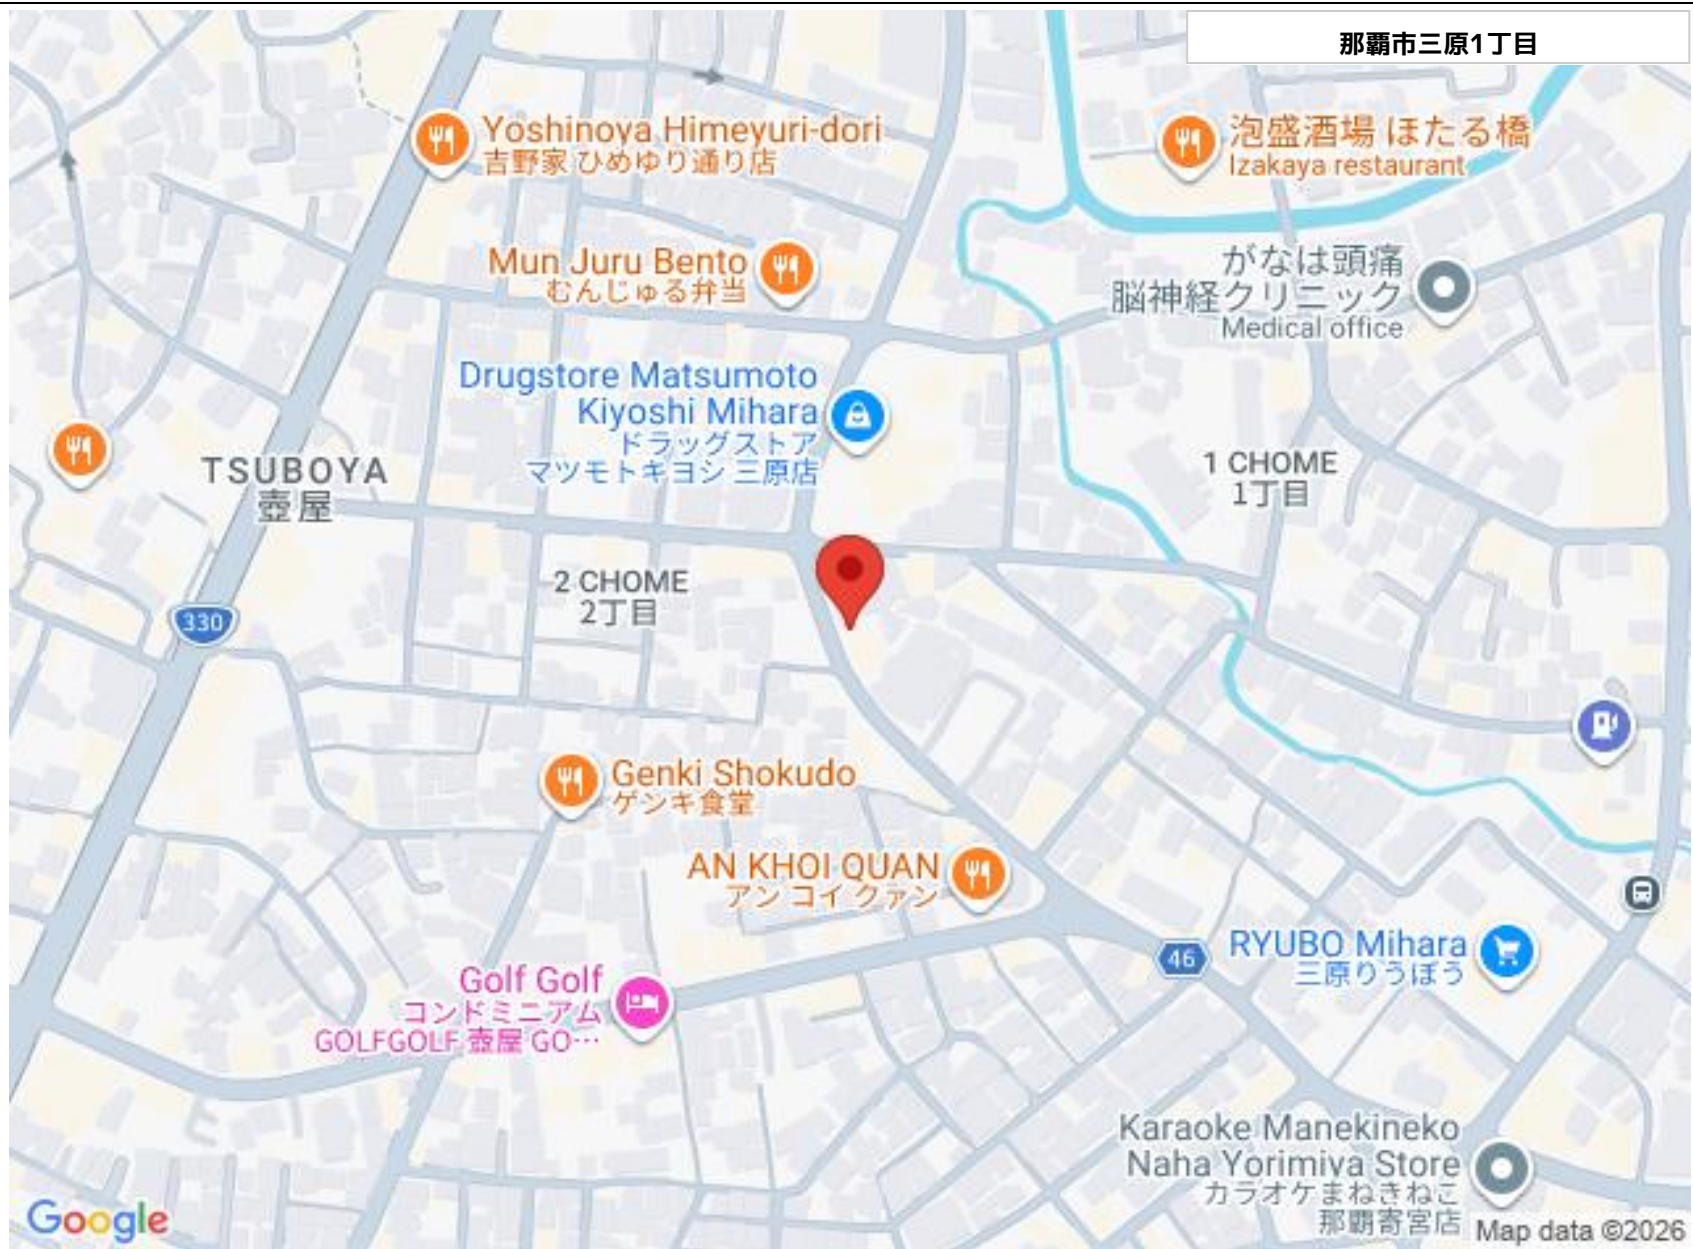 那覇市三原1丁目
Yoshinoya Himeyuri-dori
吉野家 ひめゆり通り店
泡盛酒場 ほたる橋
Izakaya restaurant
Mun Juru Bento
むんじゅる弁当
がなは頭痛
脳神経クリニック
Medical office
Drugstore Matsumoto
Kiyoshi Mihara
ドラッグストア
マツモトキヨシ 三原店
TSUBOYA
壺屋
1 CHOME
1丁目
2 CHOME
2丁目
330
Genki Shokudo
ゲンキ食堂
AN KHOI QUAN
アン コイ クァン
46
RYUBO Mihara
三原りうぼう
Golf Golf
コンドミニアム
GOLFGOLF 壺屋 GO…
Karaoke Manekineko
Naha Yorimiya Store
カラオケまねきねこ
那覇寄宮店
Google
Map data ©2026